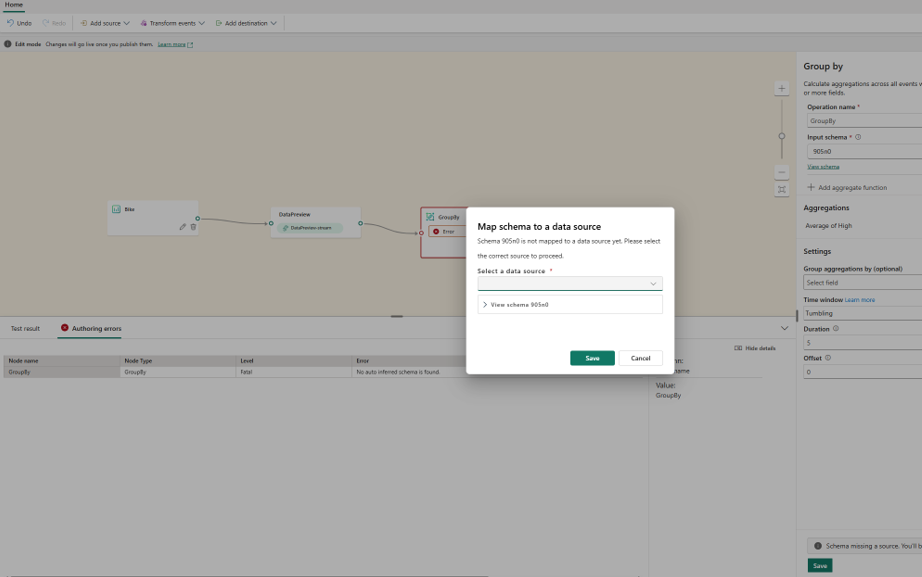 Home
Undo Redo Add source Transform events Add destination
Edit mode Changes will go live once you publish them. Learn more
Group by
Calculate aggregations across all events w
or more fields.
Operation name *
GroupBy
Input schema *
905n0
View schema
Add aggregate function
Aggregations
Average of High
Settings
Group aggregations by (optional)
Select field
Time window Learn more
Tumbling
Duration
5
Offset
0
Schema missing a source. You'll b
Save
Bike
DataPreview
DataPreview-stream
GroupBy
Error
Map schema to a data source
Schema 905n0 is not mapped to a data source yet. Please select
the correct source to proceed.
Select a data source *
View schema 905n0
Save Cancel
Test result Authoring errors
Hide details
Node name Node Type Level Error
GroupBy GroupBy Fatal No auto inferred schema is found.
Value:
GroupBy